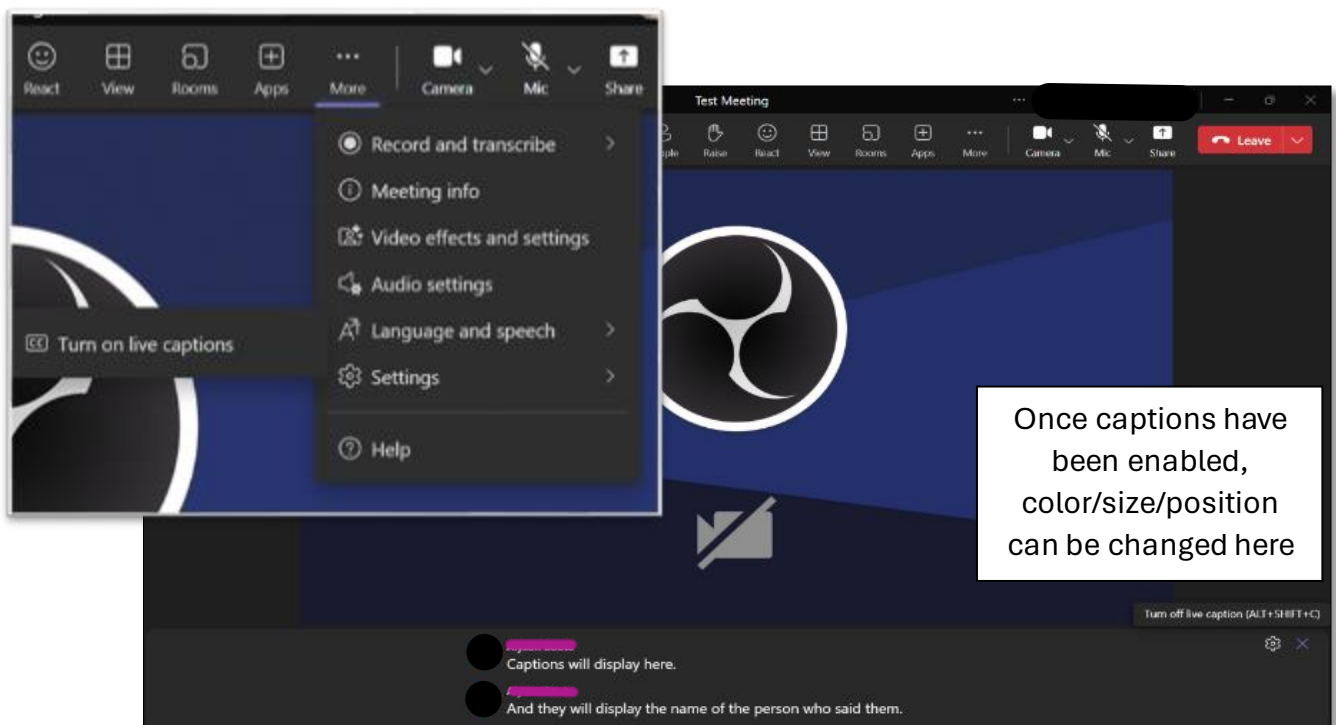 React View Rooms Apps More Camera Mic Share
Record and transcribe
Meeting info
Video effects and settings
Audio settings
Language and speech
Turn on live captions
Settings
Help
Test Meeting
Raise React View Rooms Apps More Camera Mic Share Leave
Once captions have
been enabled,
color/size/position
can be changed here
Turn off live caption (ALT+SHIFT+C)
Captions will display here.
And they will display the name of the person who said them.